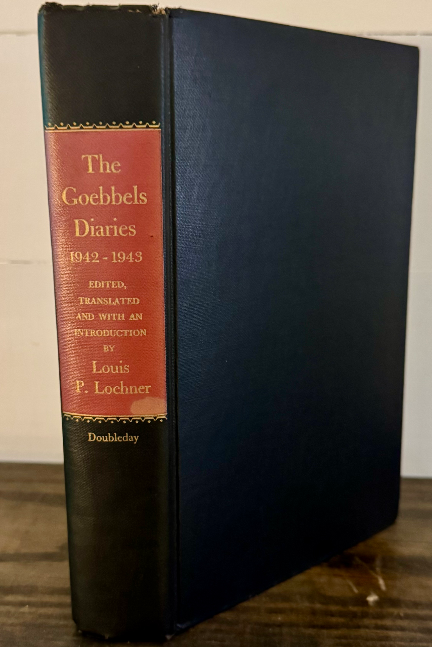 The
Goebbels
Diaries
1942 - 1943
EDITED,
TRANSLATED
AND WITH AN
INTRODUCTION
BY
Louis
P. Lochner
Doubleday